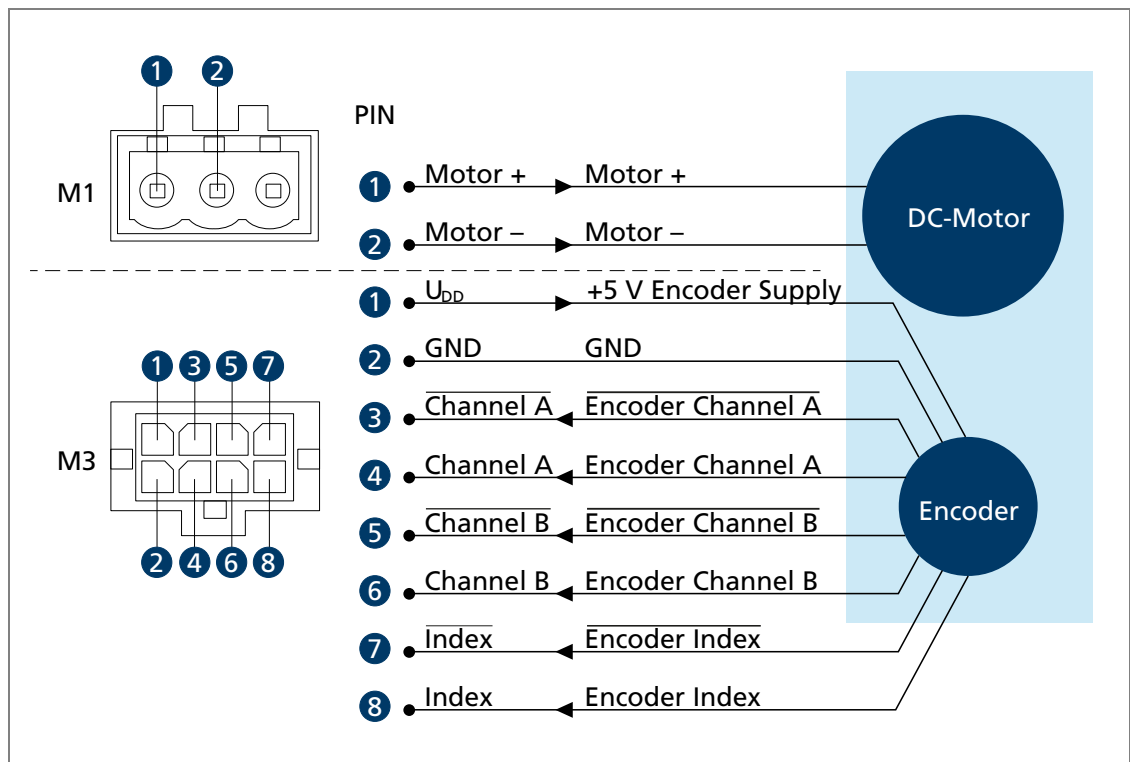 1 2
PIN
M1
1 Motor + Motor +
2 Motor – Motor –
DC-Motor
1 UDD +5 V Encoder Supply
2 GND GND
1 3 5 7
3 Channel A Encoder Channel A
M3
4 Channel A Encoder Channel A
5 Channel B Encoder Channel B
Encoder
2 4 6 8
6 Channel B Encoder Channel B
7 Index Encoder Index
8 Index Encoder Index